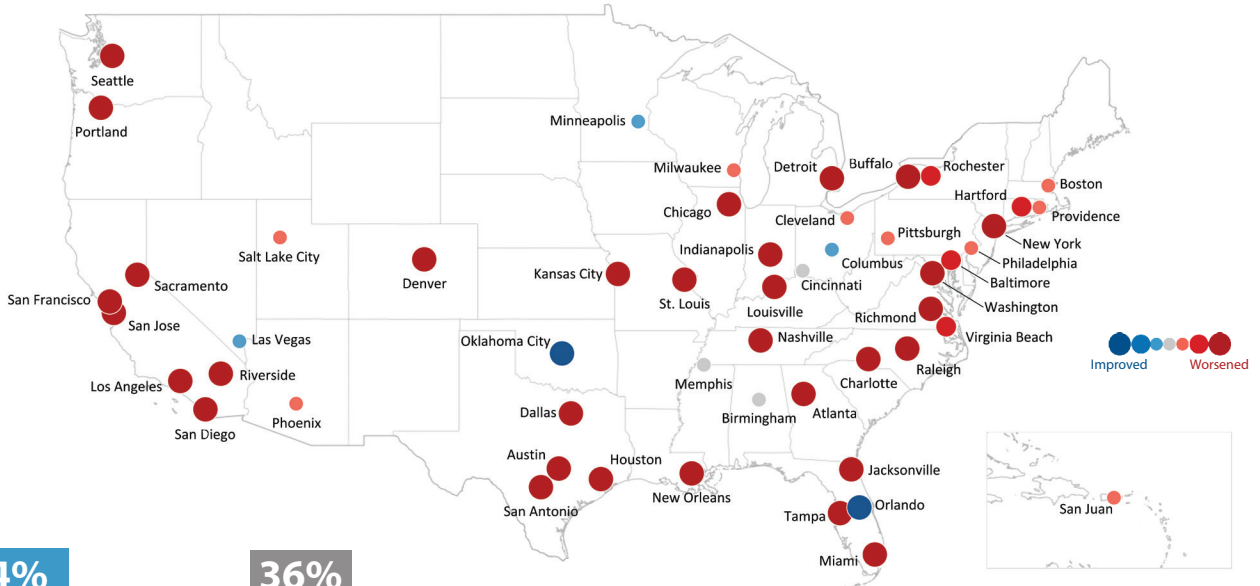 Seattle
Portland
Minneapolis
Milwaukee
Detroit
Buffalo
Rochester
Boston
Hartford
Providence
Chicago
Cleveland
Pittsburgh
New York
Salt Lake City
Indianapolis
Columbus
Philadelphia
Denver
Kansas City
Cincinnati
Baltimore
Sacramento
St. Louis
Louisville
Washington
San Francisco
San Jose
Richmond
Las Vegas
Oklahoma City
Nashville
Virginia Beach
Riverside
Raleigh
Improved
Worsened
Los Angeles
Memphis
Charlotte
Phoenix
Dallas
Birmingham
Atlanta
San Diego
Austin
Houston
Jacksonville
New Orleans
San Antonio
Orlando
San Juan
Tampa
Miami
4%
36%